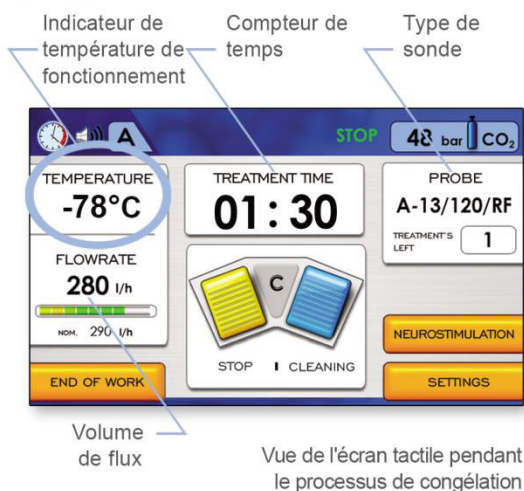 Indicateur de
température de
fonctionnement
Compteur de
temps
Type de
sonde
A
STOP
48 bar CO₂
TEMPERATURE
-78°C
TREATMENT TIME
01:30
PROBE
A-13/120/RF
TREATMENT'S
LEFT
1
FLOWRATE
280 l/h
NOM. 290 l/h
C
STOP I CLEANING
NEUROSTIMULATION
END OF WORK
SETTINGS
Volume
de flux
Vue de l'écran tactile pendant
le processus de congélation